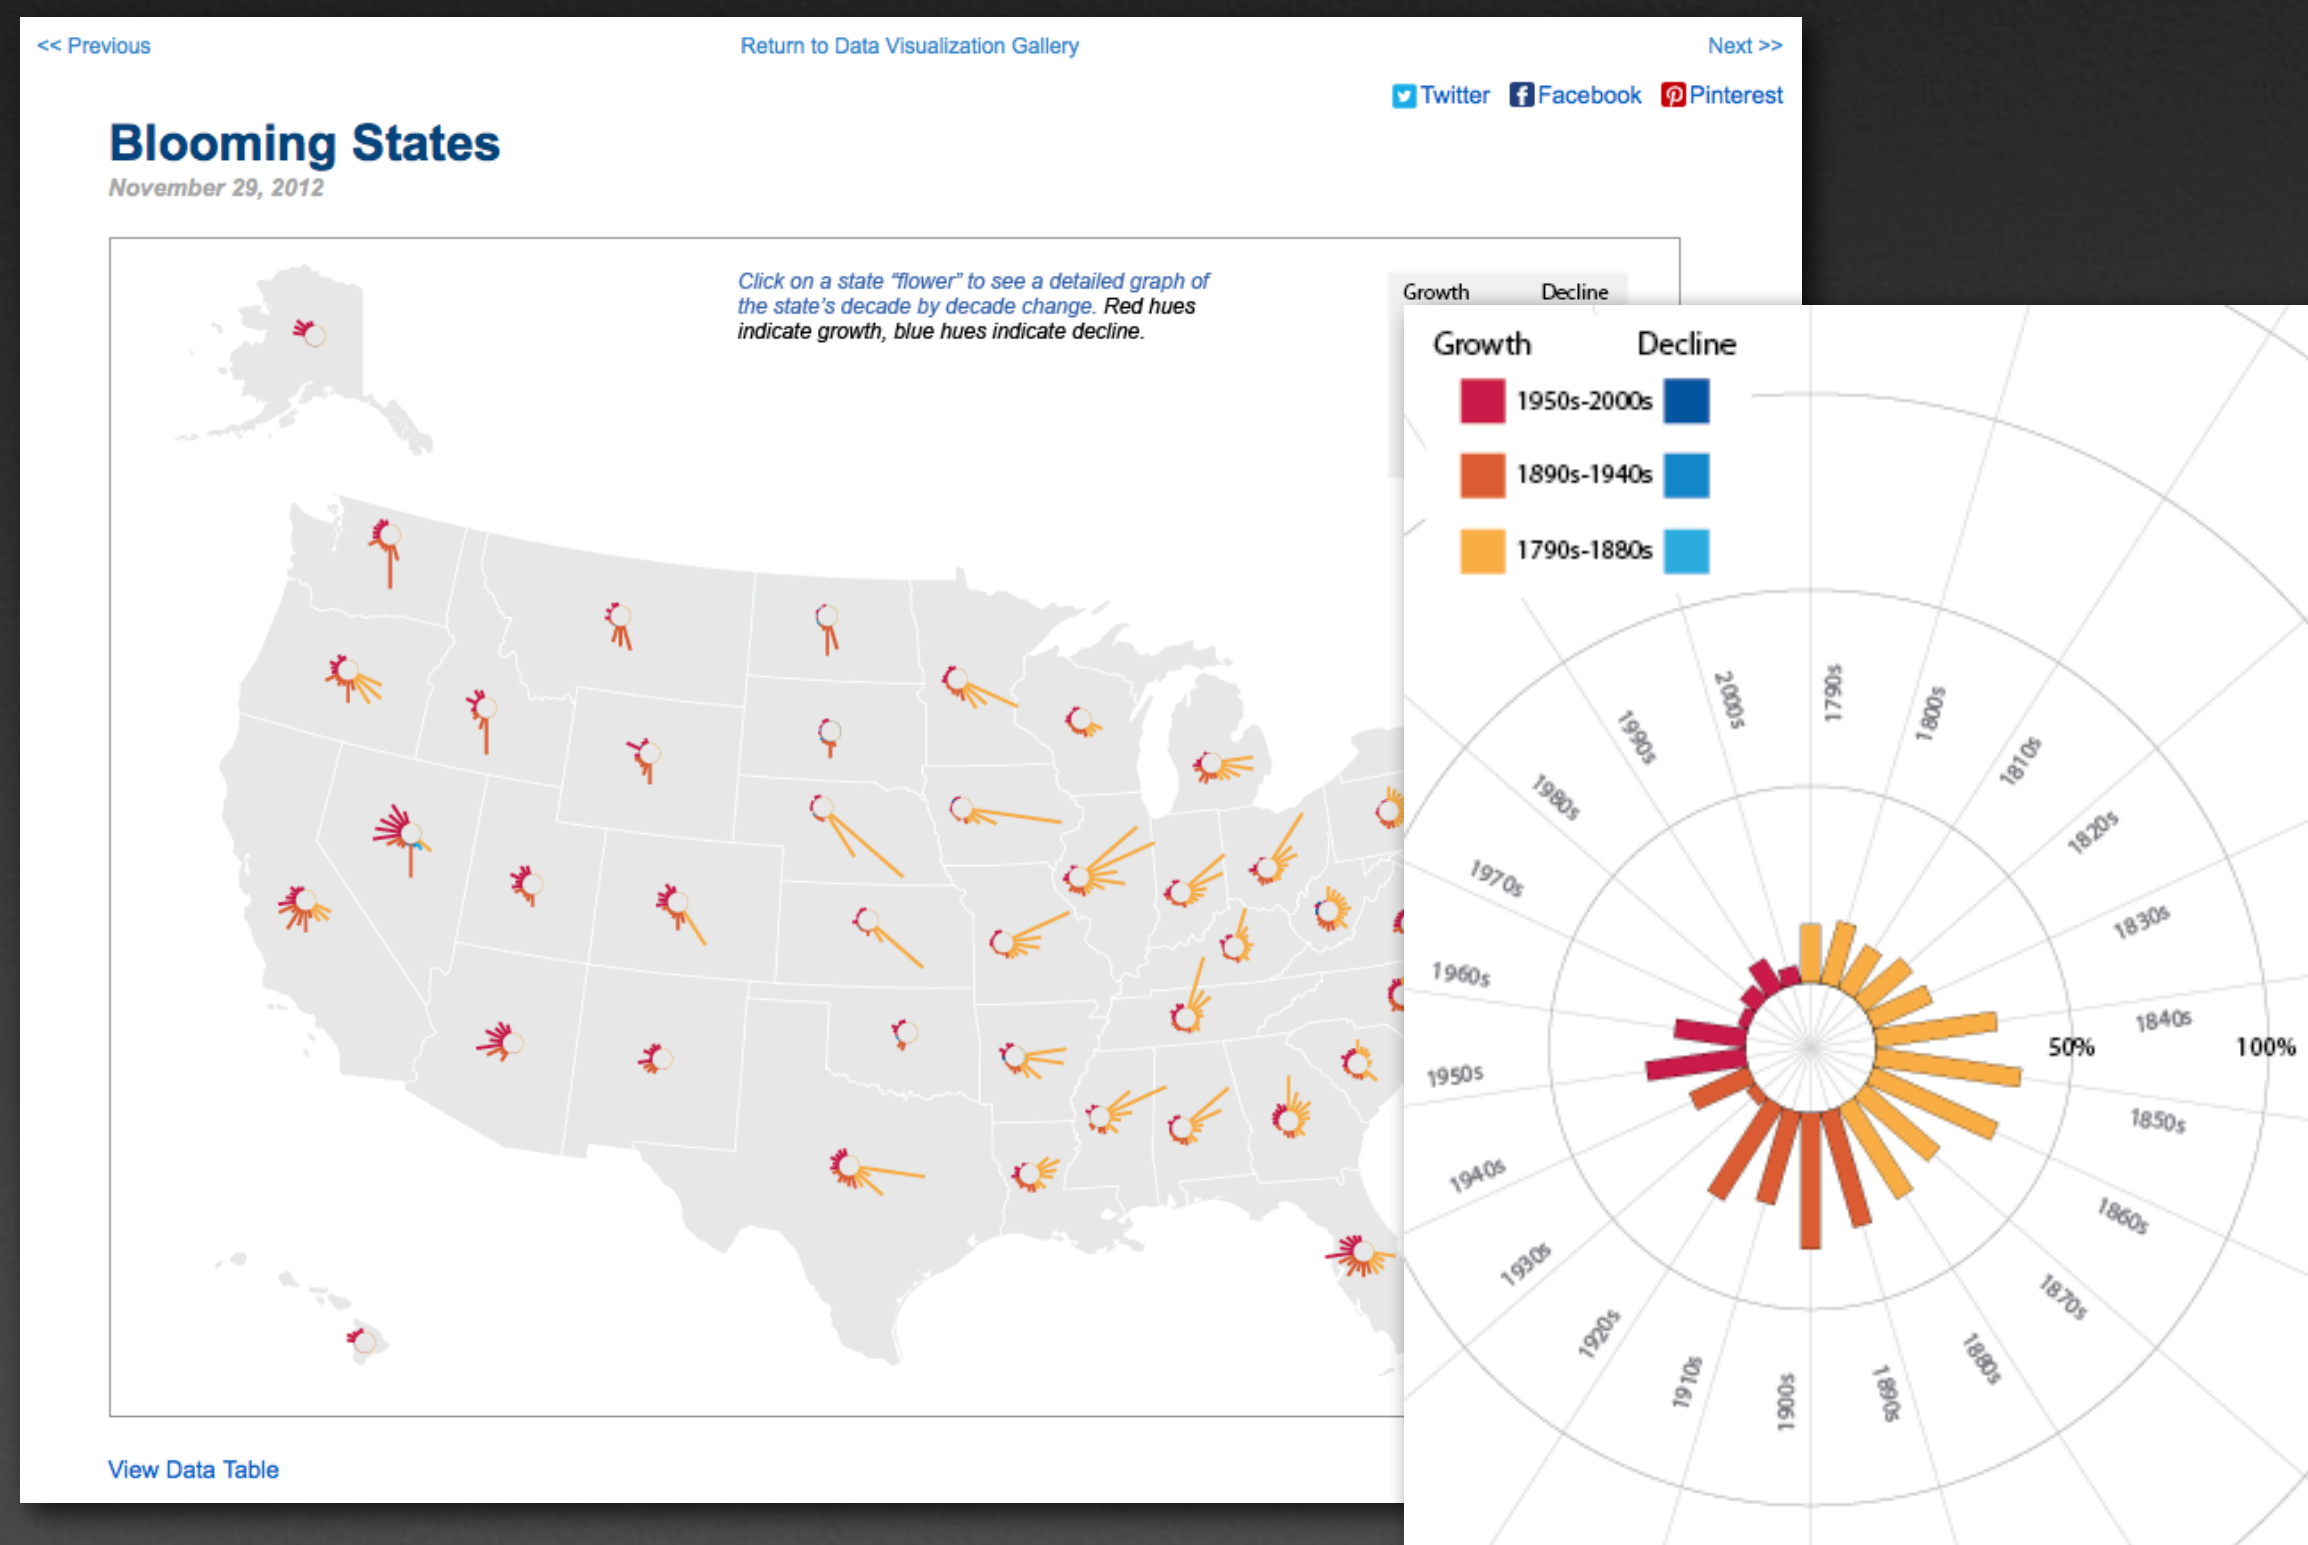 << Previous
Return to Data Visualization Gallery
Next >>
Twitter
Facebook
Pinterest
Blooming States
November 29, 2012
Click on a state “flower” to see a detailed graph of
the state’s decade by decade change. Red hues
indicate growth, blue hues indicate decline.
Growth Decline
Growth Decline
1950s-2000s
1890s-1940s
1790s-1880s
1790s
1800s
1810s
1820s
1830s
1840s
50%
100%
1850s
1860s
1870s
1880s
1890s
1900s
1910s
1920s
1930s
1940s
1950s
1960s
1970s
1980s
1990s
2000s
View Data Table